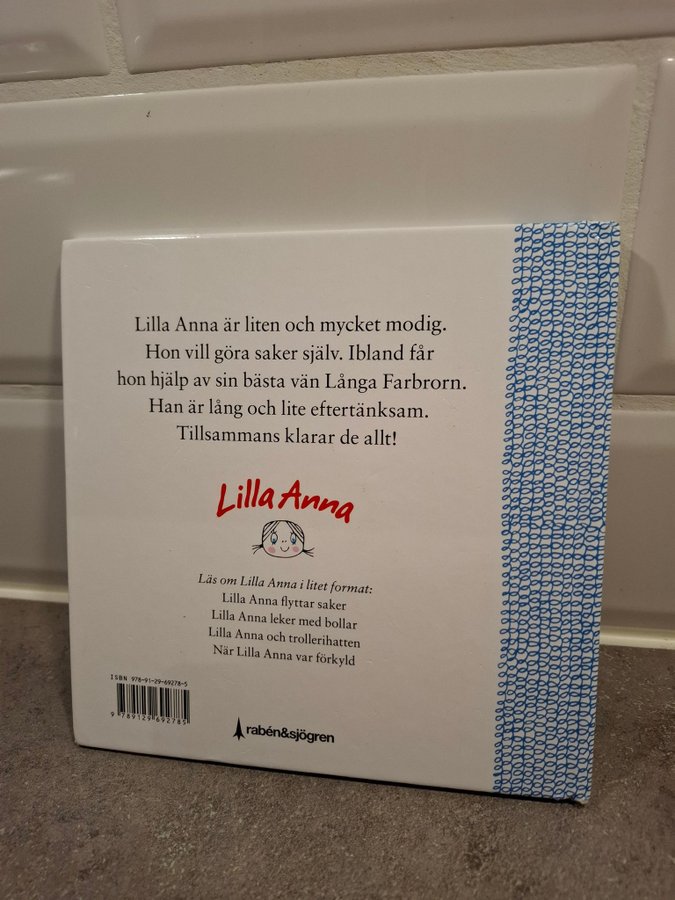 Lilla Anna är liten och mycket modig.
Hon vill göra saker själv. Ibland får
hon hjälp av sin bästa vän Långa Farbrorn.
Han är lång och lite eftertänksam.
Tillsammans klarar de allt!
Lilla Anna
Läs om Lilla Anna i litet format:
Lilla Anna flyttar saker
Lilla Anna leker med bollar
Lilla Anna och trollerihatten
När Lilla Anna var förkyld
ISBN 978-91-29-69278-5
9 789129 692785
rabén&sjögren